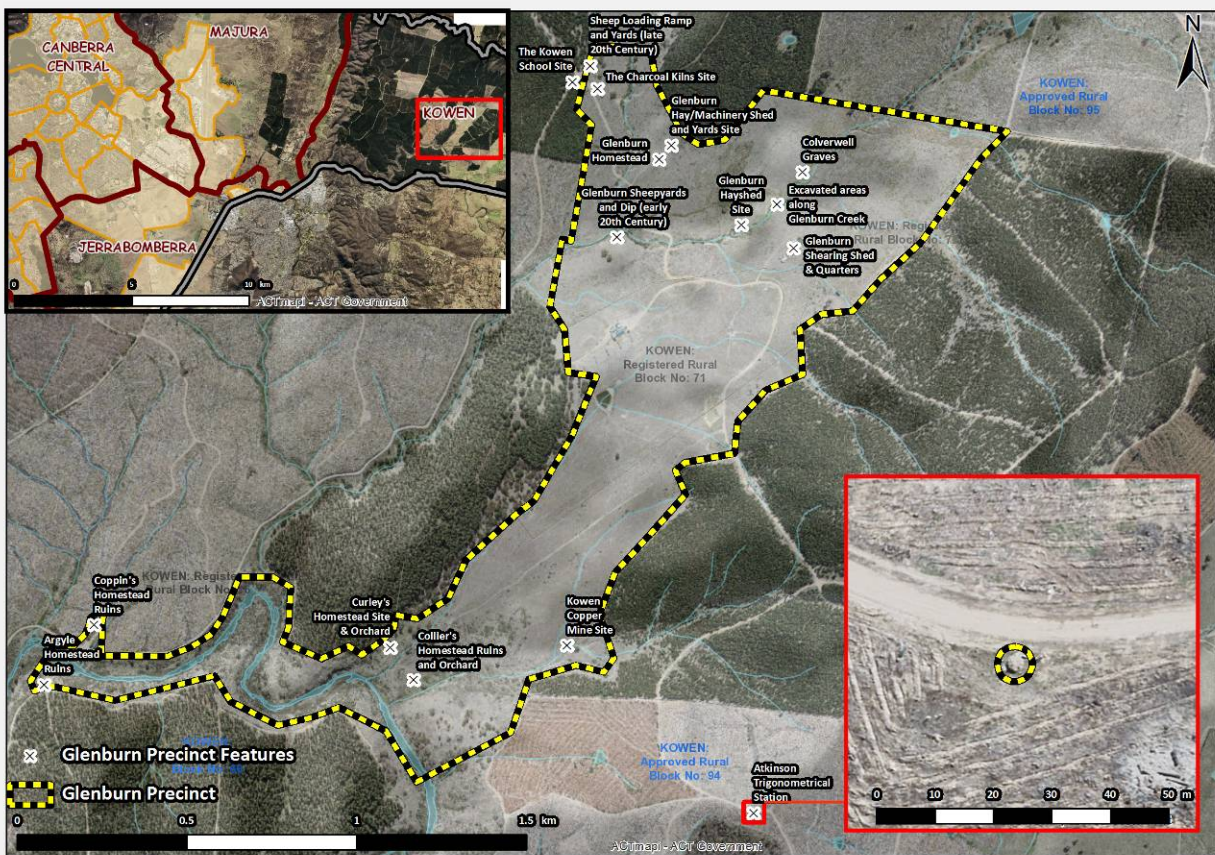 CANBERRA
CENTRAL
MAJURA
KOWEN
JERRABOMBERRA
0 5 10 km
ACTmapi - ACT Government
N
Sheep Loading Ramp
and Yards (late
20th Century)
The Kowen
School Site
The Charcoal Kilns Site
Glenburn
Hay/Machinery Shed
and Yards Site
Glenburn
Homestead
KOWEN:
Approved Rural
Block No: 95
Colverwell
Graves
Glenburn Sheepyards
and Dip (early
20th Century)
Glenburn
Hayshed
Site
Excavated areas
along
Glenburn Creek
Glenburn
Shearing Shed
& Quarters
KOWEN:
Registered Rural
Block No: 71
Coppin's
Homestead
Ruins
Argyle
Homestead
Ruins
Curley's
Homestead Site
& Orchard
Collier's
Homestead Ruins
and Orchard
Kowen
Copper
Mine Site
KOWEN:
Approved Rural
Block No: 94
Atkinson
Trigonometrical
Station
Glenburn Precinct Features
Glenburn Precinct
0 0.5 1 1.5 km
ACTmapi - ACT Government
0 10 20 30 40 50 m